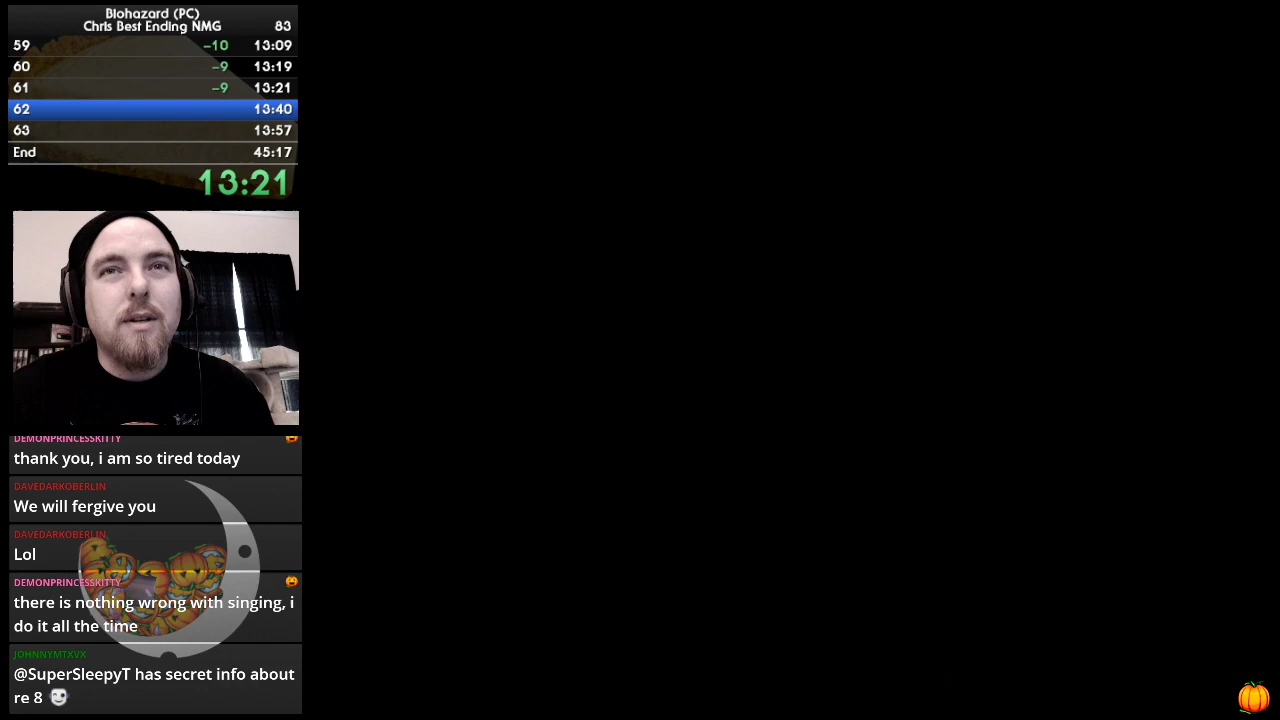 Biohazard (PC)
Chris Best Ending NMG 83
59 -10 13:09
60 -9 13:19
61 -9 13:21
62 13:40
63 13:57
End 45:17
13:21
DEMONPRINCESSKITTY
thank you, i am so tired today
DAVEDARKOBERLIN
We will fergive you
DAVEDARKOBERLIN
Lol
DEMONPRINCESSKITTY
there is nothing wrong with singing, i
do it all the time
JOHNNYMTXVX
@SuperSleepyT has secret info about
re 8